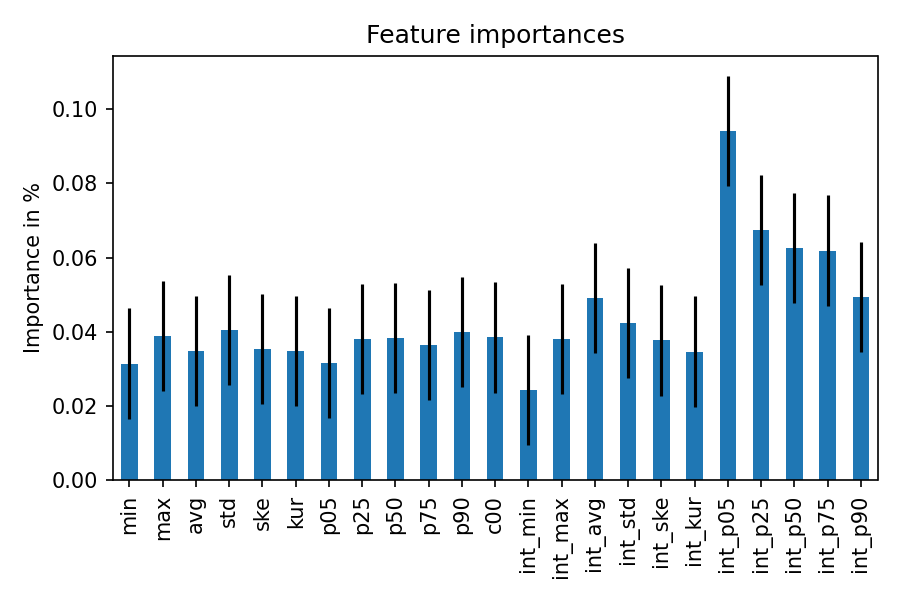 Feature importances
Importance in %
0.10
0.08
0.06
0.04
0.02
0.00
min
max
avg
std
ske
kur
p05
p25
p50
p75
p90
c00
int_min
int_max
int_avg
int_std
int_ske
int_kur
int_p05
int_p25
int_p50
int_p75
int_p90